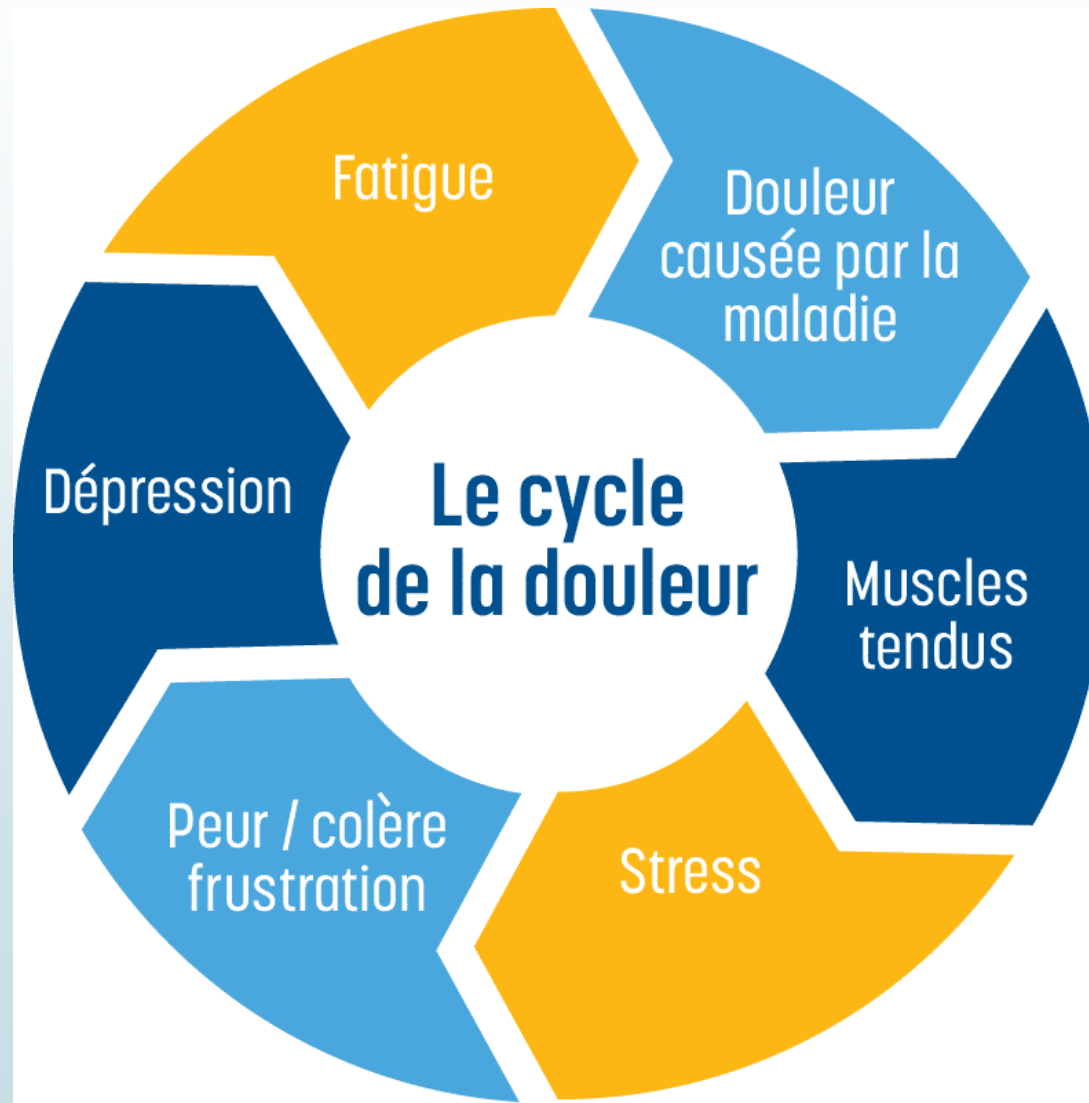 Le cycle
de la douleur
Douleur
causée par la
maladie
Muscles
tendus
Stress
Peur / colère
frustration
Dépression
Fatigue